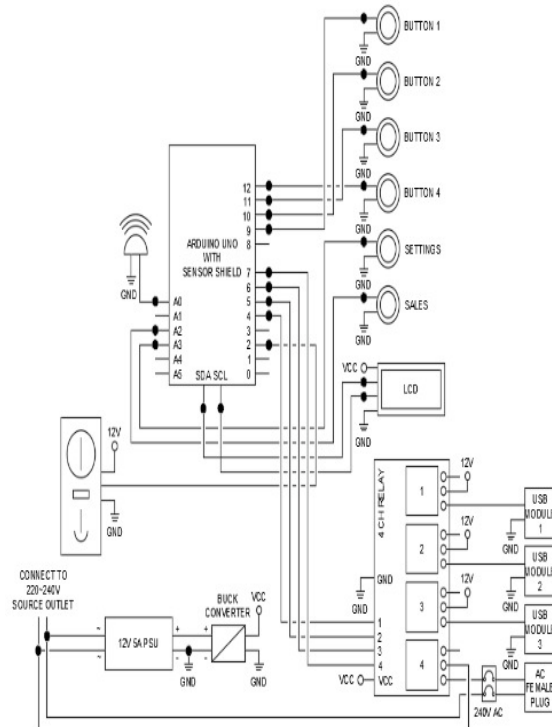 BUTTON 1
GND
BUTTON 2
GND
BUTTON 3
GND
BUTTON 4
GND
SETTINGS
GND
SALES
GND
ARDUINO UNO
WITH
SENSOR SHIELD
12
11
10
9
8
7
6
5
4
3
2
1
0
A0
A1
A2
A3
A4
A5
SDA SCL
GND
VCC
LCD
GND
12V
GND
4 CH RELAY
1
2
3
4
12V
12V
12V
GND
GND
1
2
3
4
VCC
VCC
USB
MODULE
1
GND
USB
MODULE
2
GND
USB
MODULE
3
AC
FEMALE
PLUG
240V AC
CONNECT TO
220~240V
SOURCE OUTLET
12V 5A PSU
~
~
+
-
GND
BUCK
CONVERTER
+
-
VCC
GND
GND